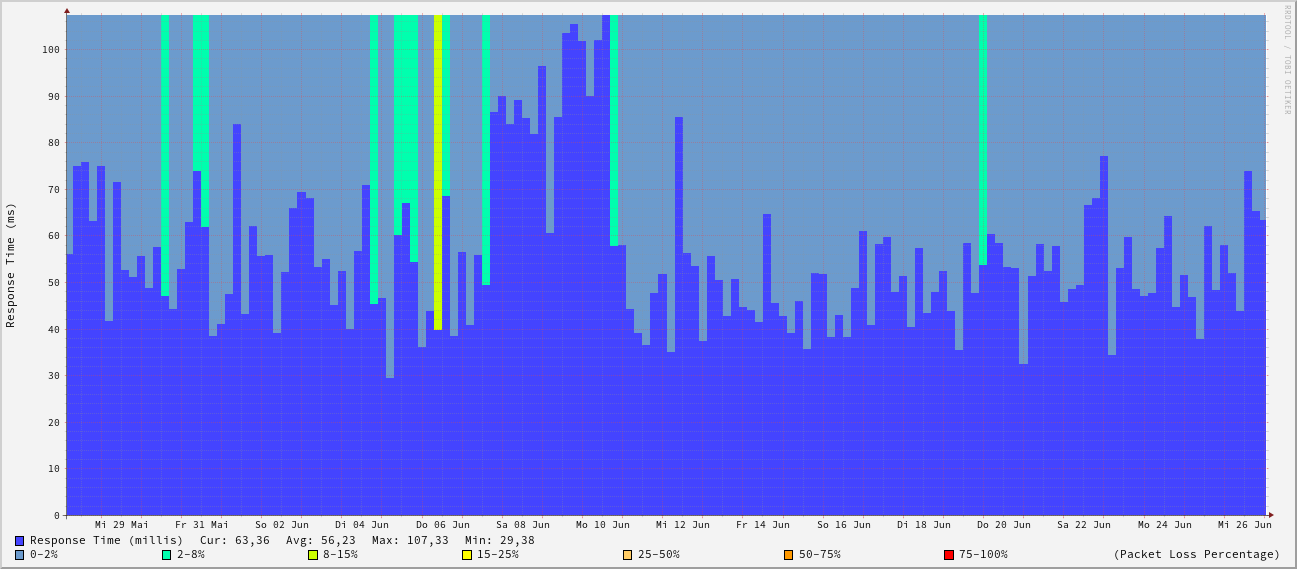 RRDTOOL / TOBI OETIKER
Response Time (ms)
100
90
80
70
60
50
40
30
20
10
0
Mi 29 Mai Fr 31 Mai So 02 Jun Di 04 Jun Do 06 Jun Sa 08 Jun Mo 10 Jun Mi 12 Jun Fr 14 Jun So 16 Jun Di 18 Jun Do 20 Jun Sa 22 Jun Mo 24 Jun Mi 26 Jun
Response Time (millis) Cur: 63,36 Avg: 56,23 Max: 107,33 Min: 29,38
0-2% 2-8% 8-15% 15-25% 25-50% 50-75% 75-100% (Packet Loss Percentage)